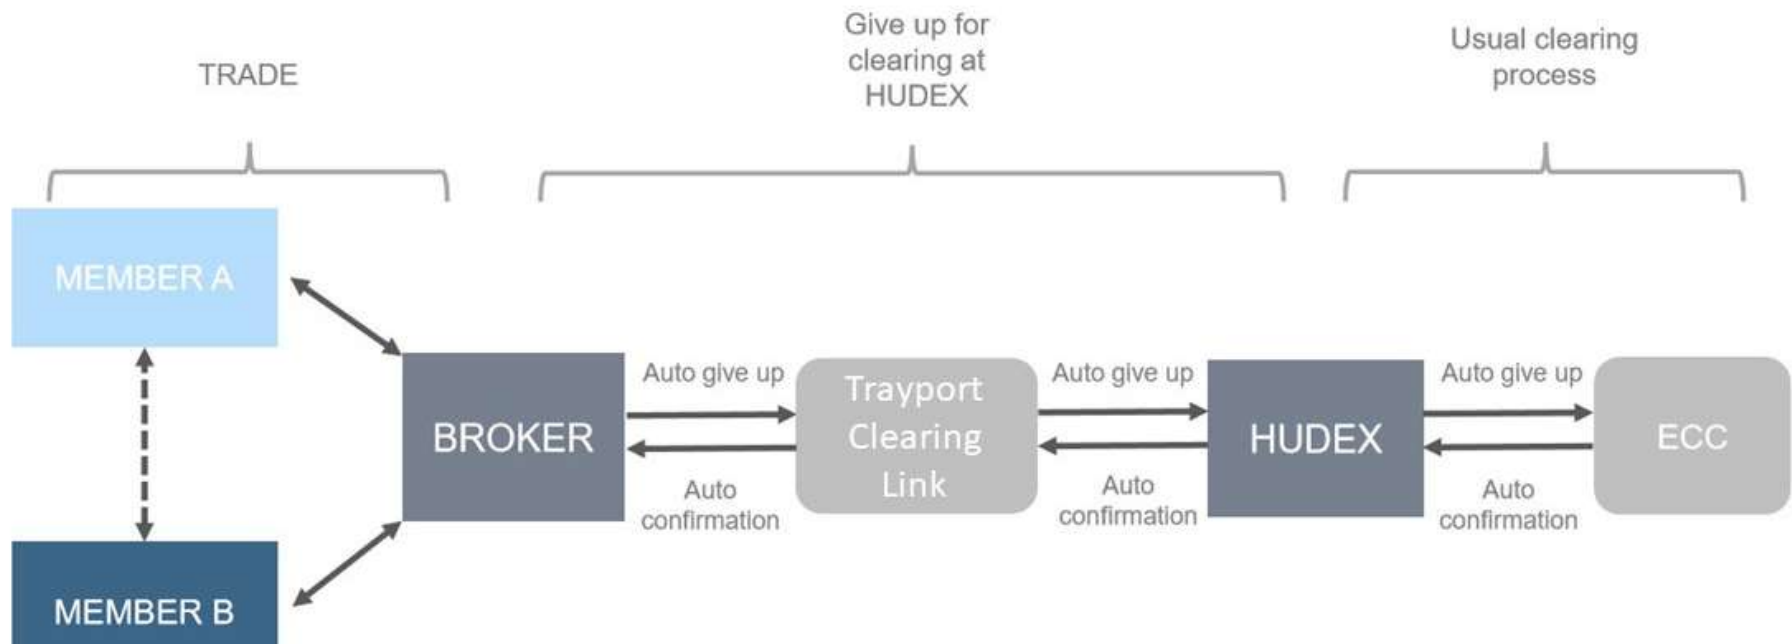 TRADE
Give up for
clearing at
HUDEX
Usual clearing
process
MEMBER A
MEMBER B
BROKER
Auto give up
Auto
confirmation
Trayport
Clearing
Link
Auto give up
Auto
confirmation
HUDEX
Auto give up
Auto
confirmation
ECC